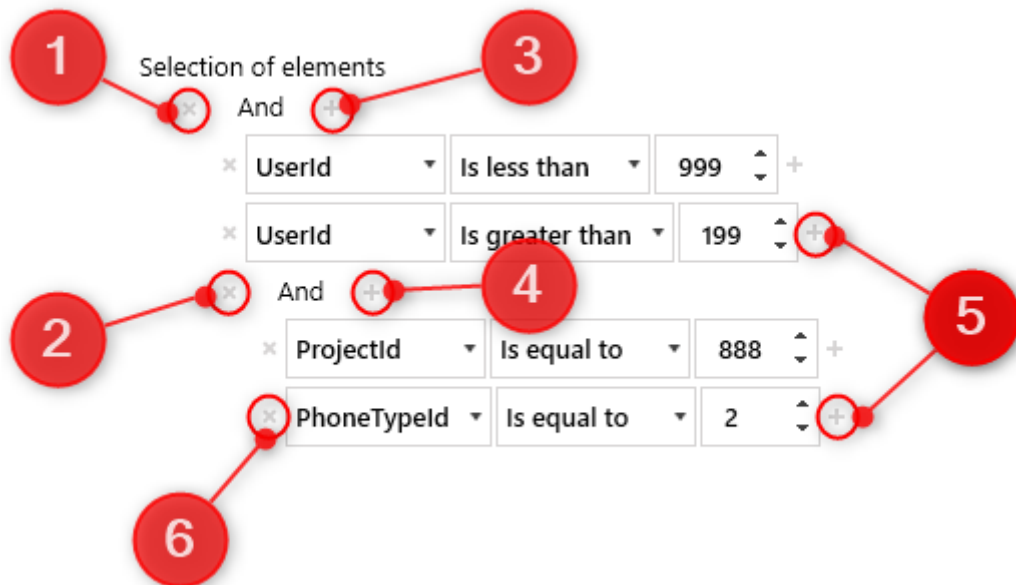 1
3
Selection of elements
× And +
× UserId Is less than 999 +
× UserId Is greater than 199 +
× And +
4
5
2
× ProjectId Is equal to 888 +
× PhoneTypeId Is equal to 2 +
6